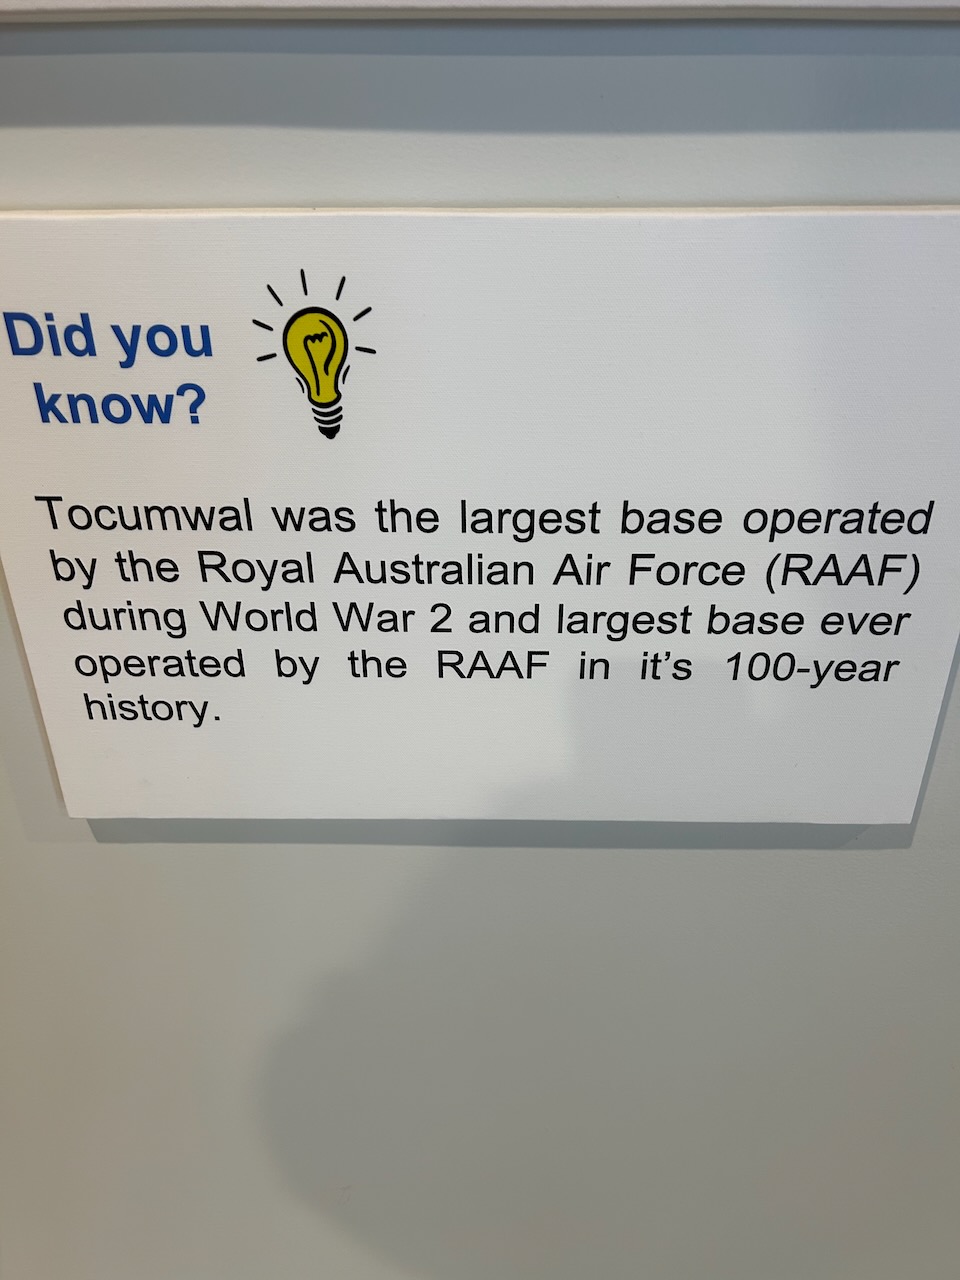 Did you
know?
Tocumwal was the largest base operated
by the Royal Australian Air Force (RAAF)
during World War 2 and largest base ever
operated by the RAAF in it’s 100-year
history.